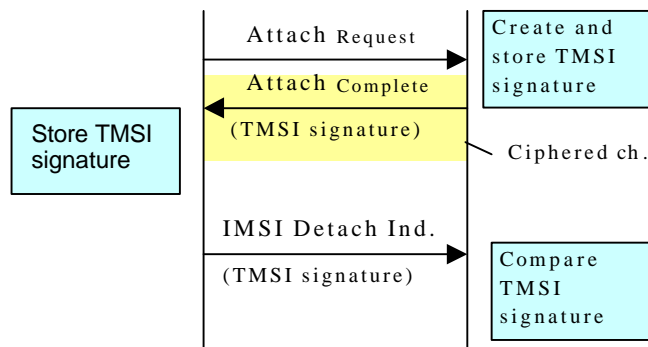 Attach Request
Create and
store TMSI
signature
Attach Complete
(TMSI signature)
Store TMSI
signature
Ciphered ch.
IMSI Detach Ind.
(TMSI signature)
Compare
TMSI
signature